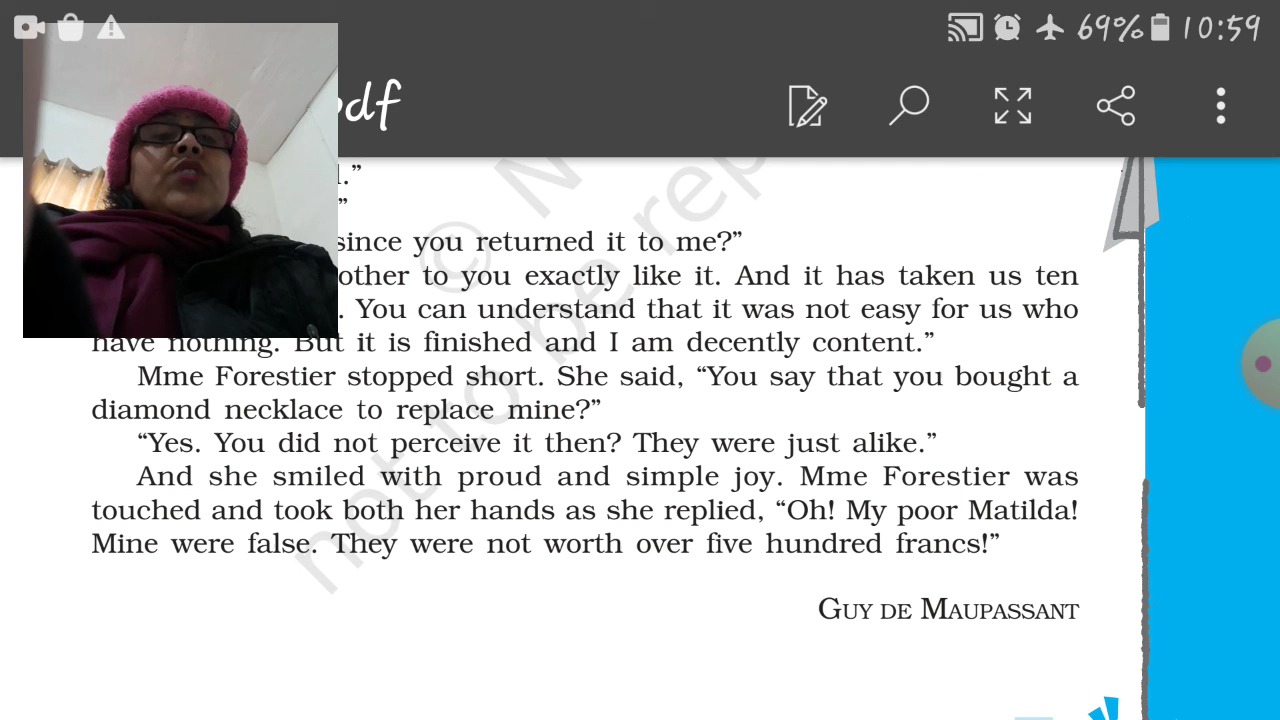 69% 10:59
pdf
.”
”
since you returned it to me?”
other to you exactly like it. And it has taken us ten
. You can understand that it was not easy for us who
have nothing. But it is finished and I am decently content.”
Mme Forestier stopped short. She said, “You say that you bought a
diamond necklace to replace mine?”
“Yes. You did not perceive it then? They were just alike.”
And she smiled with proud and simple joy. Mme Forestier was
touched and took both her hands as she replied, “Oh! My poor Matilda!
Mine were false. They were not worth over five hundred francs!”
GUY DE MAUPASSANT
© N
not to be rep